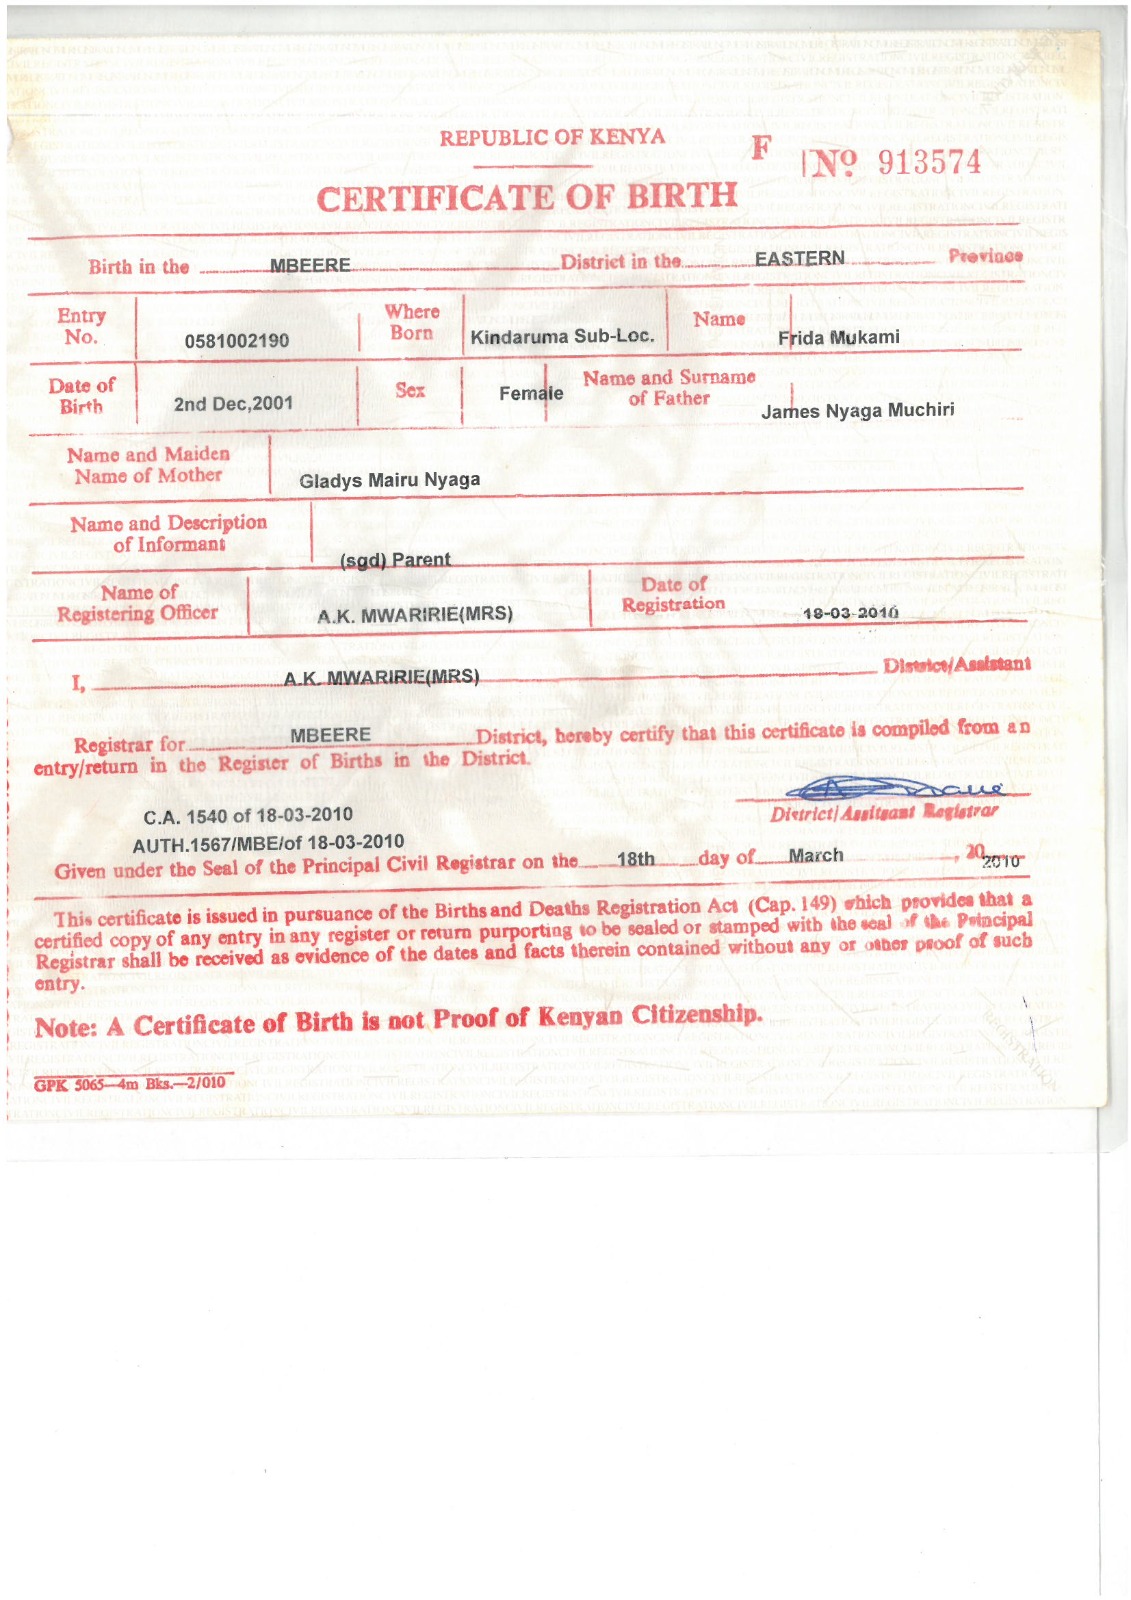 REPUBLIC OF KENYA
F No 913574
CERTIFICATE OF BIRTH
Birth in the MBEERE District in the EASTERN Province
Entry No. 0581002190 Where Born Kindaruma Sub-Loc. Name Frida Mukami
Date of Birth 2nd Dec,2001 Sex Female Name and Surname of Father James Nyaga Muchiri
Name and Maiden Name of Mother Gladys Mairu Nyaga
Name and Description of Informant (sgd) Parent
Name of Registering Officer A.K. MWARIRIE(MRS) Date of Registration 18-03-2010
I, A.K. MWARIRIE(MRS) District/Assistant
Registrar for MBEERE District, hereby certify that this certificate is compiled from an
entry/return in the Register of Births in the District.
C.A. 1540 of 18-03-2010
District/Assitsant Registrar
AUTH.1567/MBE/of 18-03-2010
Given under the Seal of the Principal Civil Registrar on the 18th day of March, 20 2010
This certificate is issued in pursuance of the Births and Deaths Registration Act (Cap. 149) which provides that a
certified copy of any entry in any register or return purporting to be sealed or stamped with the seal of the Principal
Registrar shall be received as evidence of the dates and facts therein contained without any or other proof of such
entry.
Note: A Certificate of Birth is not Proof of Kenyan Citizenship.
GPK 5065—4m Bks.—2/010
REGISTRATION